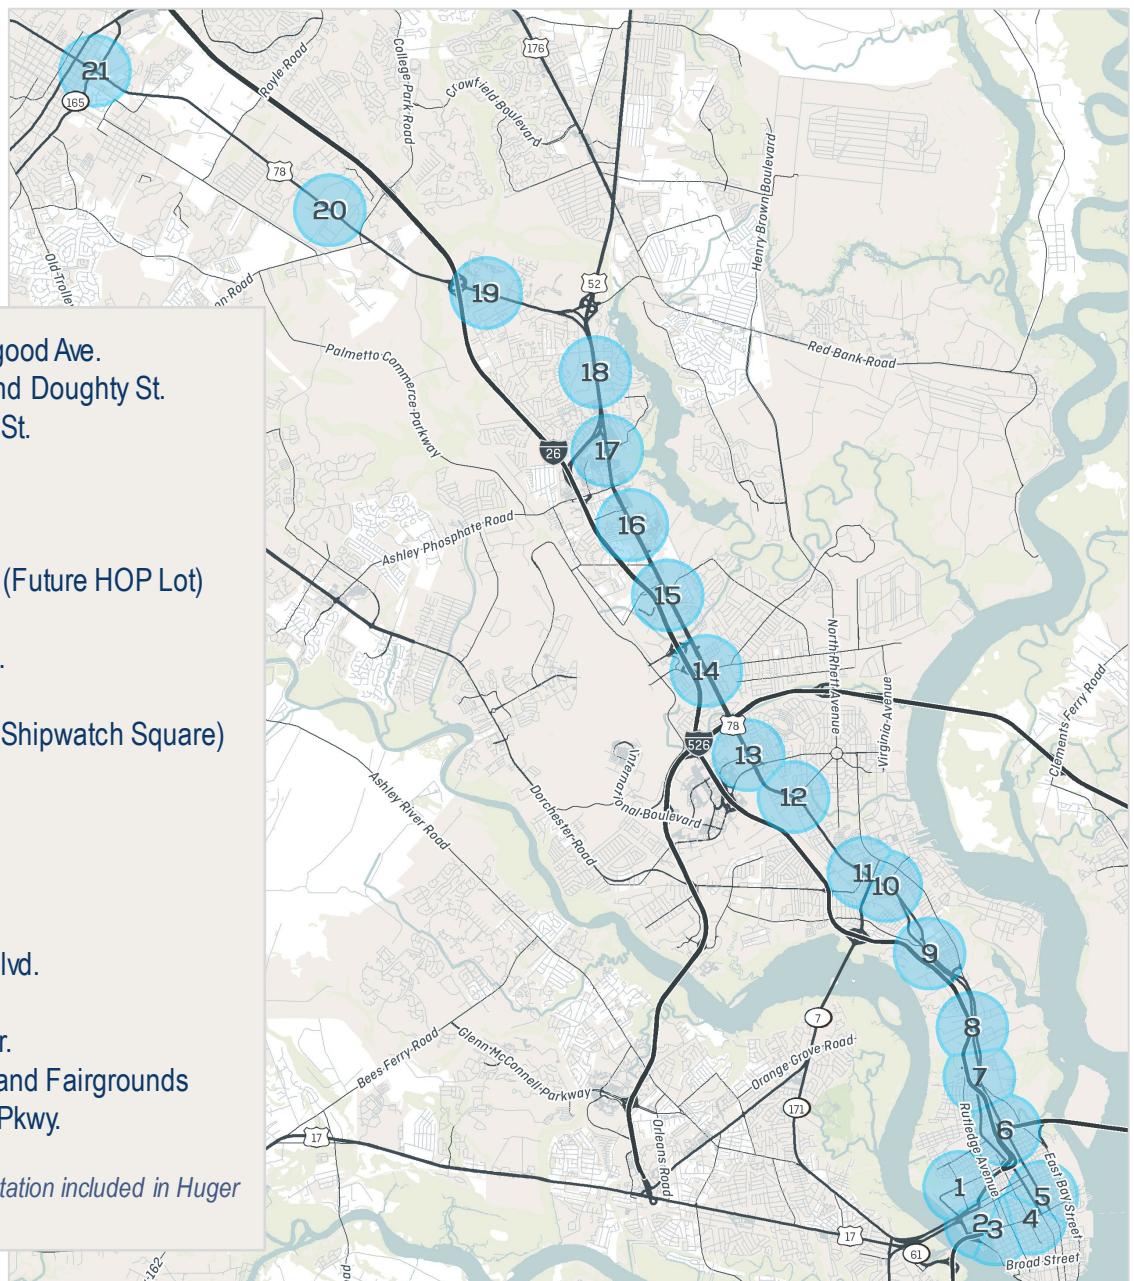 21
165
Royle Road
College Park Road
176
Crowfield Boulevard
78
20
Henry Brown Boulevard
Old Trolley
on Road
19
52
Palmetto Commerce Parkway
18
Red Bank Road
good Ave.
nd Doughty St.
St.
26
17
16
Ashley Phosphate Road
(Future HOP Lot)
15
14
North Rhett Avenue
Virginia Avenue
Clements Ferry Road
Shipwatch Square)
78
526
13
International Boulevard
12
Ashley River Road
Dorchester Road
11
10
9
lvd.
r.
and Fairgrounds
Pkwy.
8
7
Bees Ferry Road
Glenn McConnell Parkway
7
Orange Grove Road
171
17
Orleans Road
Rutledge Avenue
6
East Bay Street
tation included in Huger
1
5
2
3
4
17
61
Broad Street
162
pa